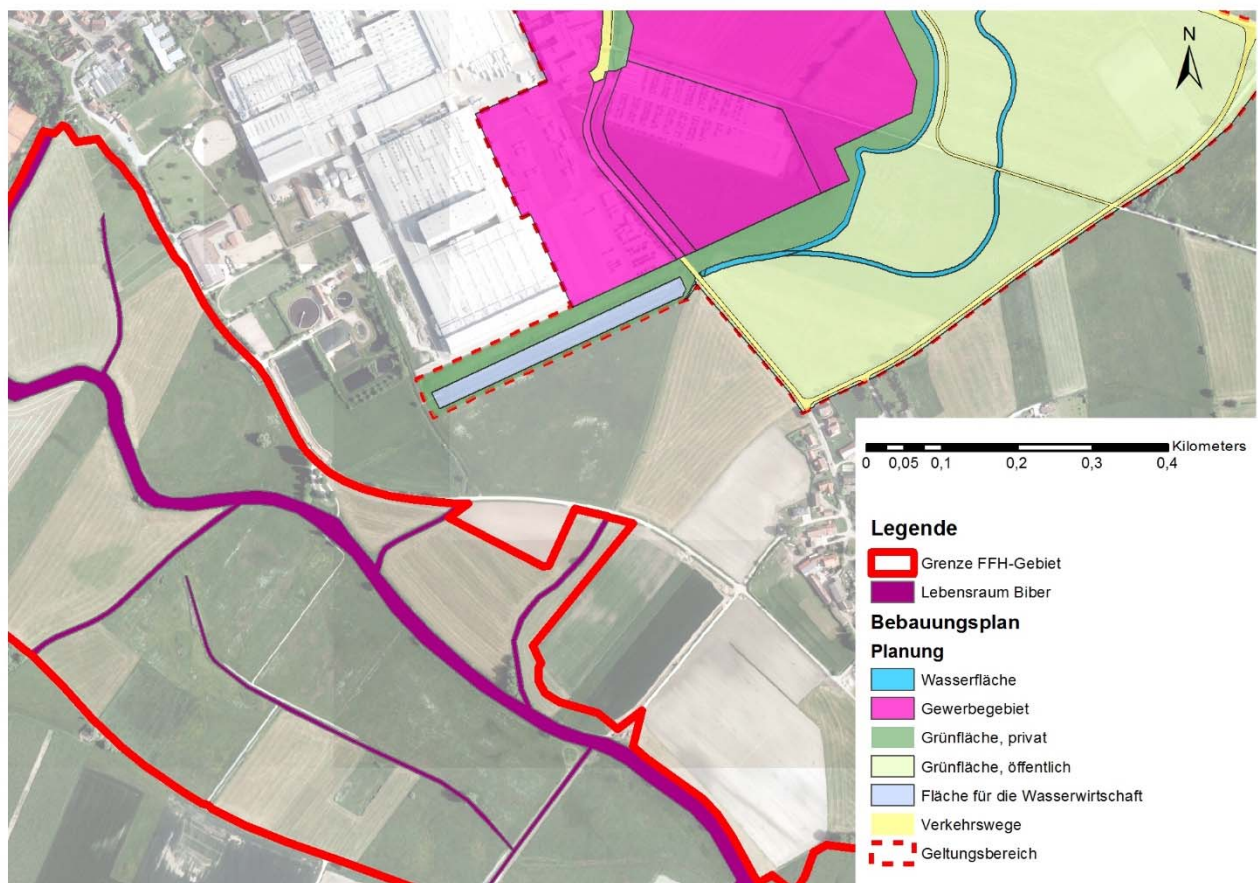 N
Kilometers
0 0,05 0,1 0,2 0,3 0,4
Legende
Grenze FFH-Gebiet
Lebensraum Biber
Bebauungsplan
Planung
Wasserfläche
Gewerbegebiet
Grünfläche, privat
Grünfläche, öffentlich
Fläche für die Wasserwirtschaft
Verkehrswege
Geltungsbereich